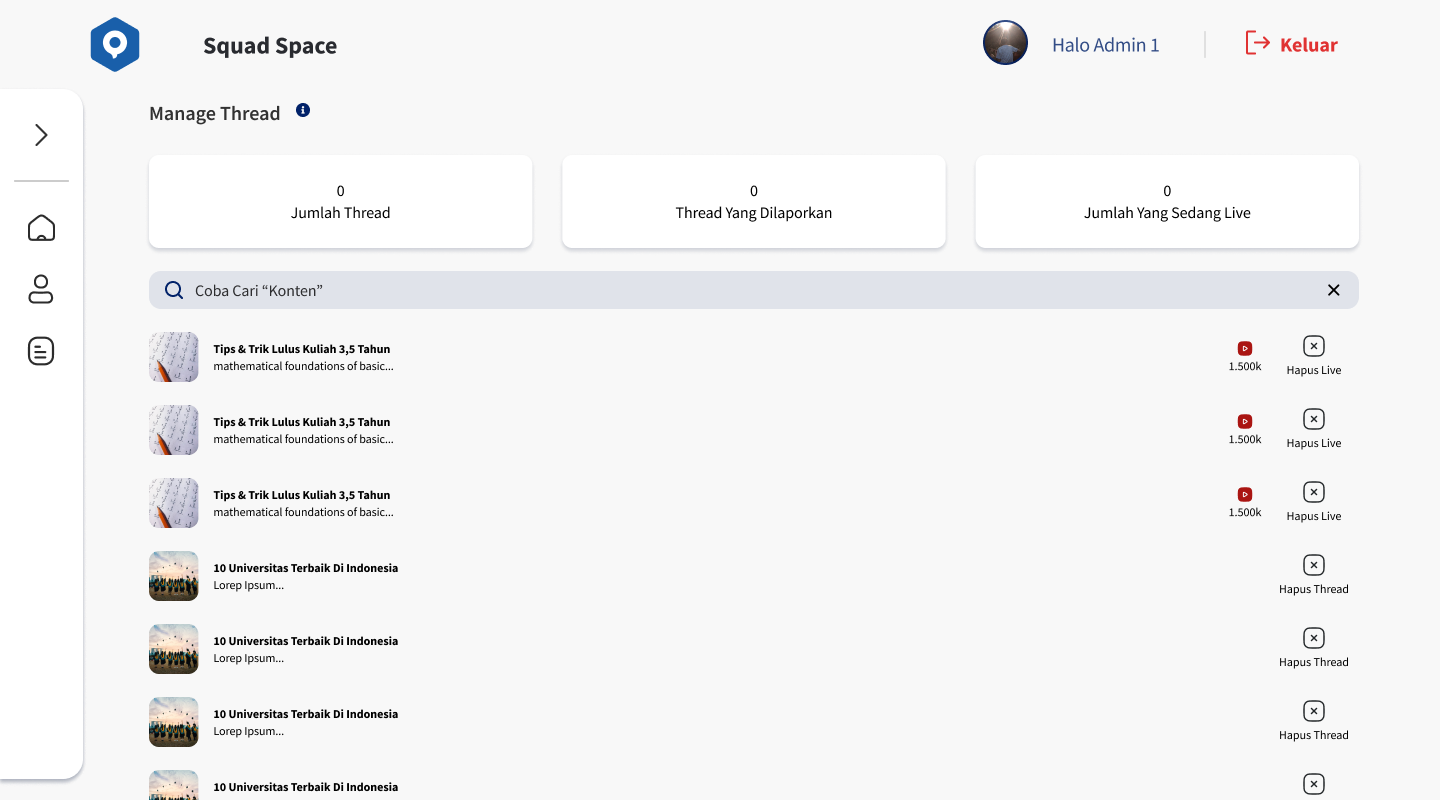 Squad Space
Halo Admin 1
Keluar
Manage Thread
0
Jumlah Thread
0
Thread Yang Dilaporkan
0
Jumlah Yang Sedang Live
Coba Cari “Konten”
Tips & Trik Lulus Kuliah 3,5 Tahun
mathematical foundations of basic...
1.500k
Hapus Live
Tips & Trik Lulus Kuliah 3,5 Tahun
mathematical foundations of basic...
1.500k
Hapus Live
Tips & Trik Lulus Kuliah 3,5 Tahun
mathematical foundations of basic...
1.500k
Hapus Live
10 Universitas Terbaik Di Indonesia
Lorep Ipsum...
Hapus Thread
10 Universitas Terbaik Di Indonesia
Lorep Ipsum...
Hapus Thread
10 Universitas Terbaik Di Indonesia
Lorep Ipsum...
Hapus Thread
10 Universitas Terbaik Di Indonesia